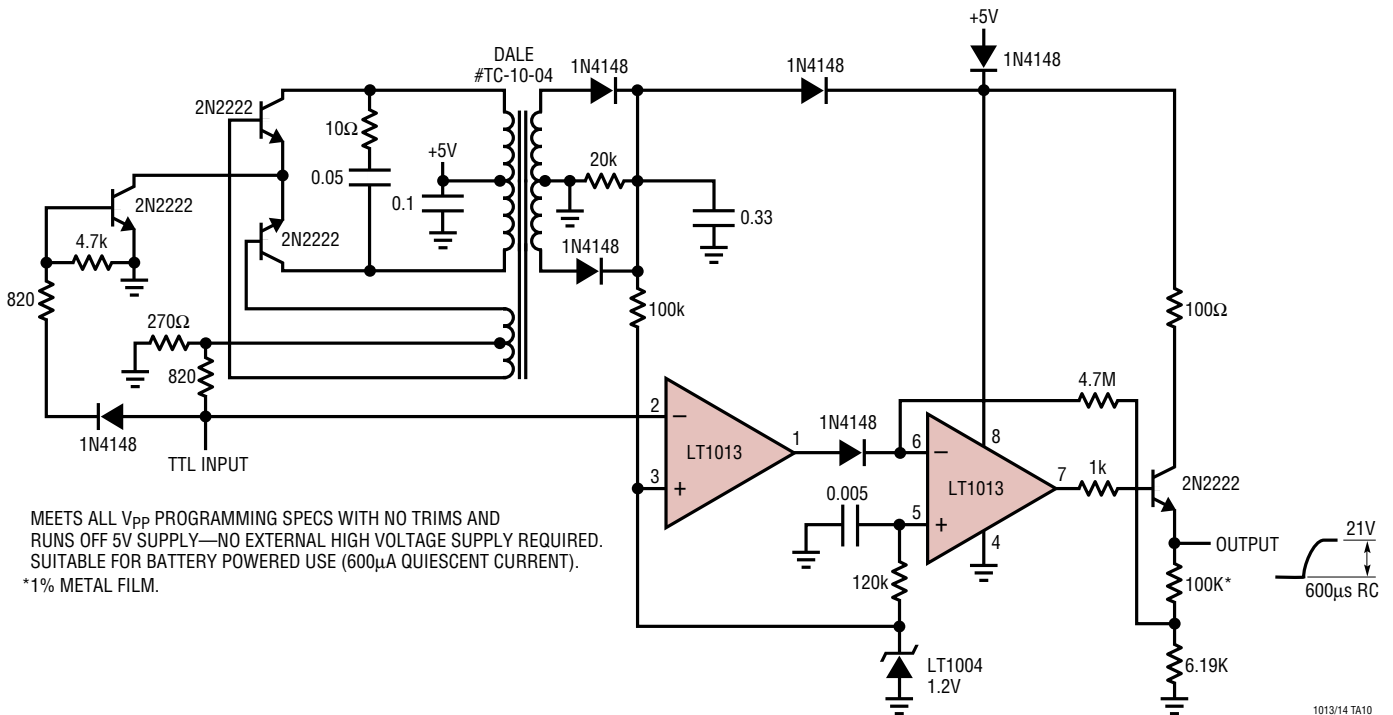 +5V
DALE
#TC-10-04
1N4148
1N4148
1N4148
2N2222
10Ω
+5V
20k
0.05
0.1
0.33
2N2222
2N2222
4.7k
1N4148
820
270Ω
100k
100Ω
820
4.7M
2
1N4148
TTL INPUT
LT1013
1
1N4148
6
8
3
0.005
LT1013
7
1k
2N2222
5
4
MEETS ALL VPP PROGRAMMING SPECS WITH NO TRIMS AND
RUNS OFF 5V SUPPLY—NO EXTERNAL HIGH VOLTAGE SUPPLY REQUIRED.
SUITABLE FOR BATTERY POWERED USE (600µA QUIESCENT CURRENT).
*1% METAL FILM.
OUTPUT
21V
120k
100K*
600µs RC
LT1004
1.2V
6.19K
1013/14 TA10